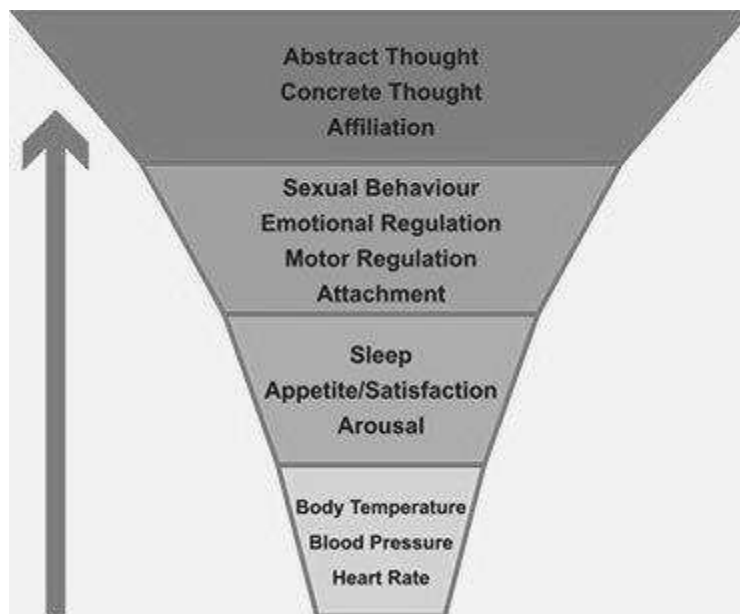 Abstract Thought
Concrete Thought
Affiliation
Sexual Behaviour
Emotional Regulation
Motor Regulation
Attachment
Sleep
Appetite/Satisfaction
Arousal
Body Temperature
Blood Pressure
Heart Rate